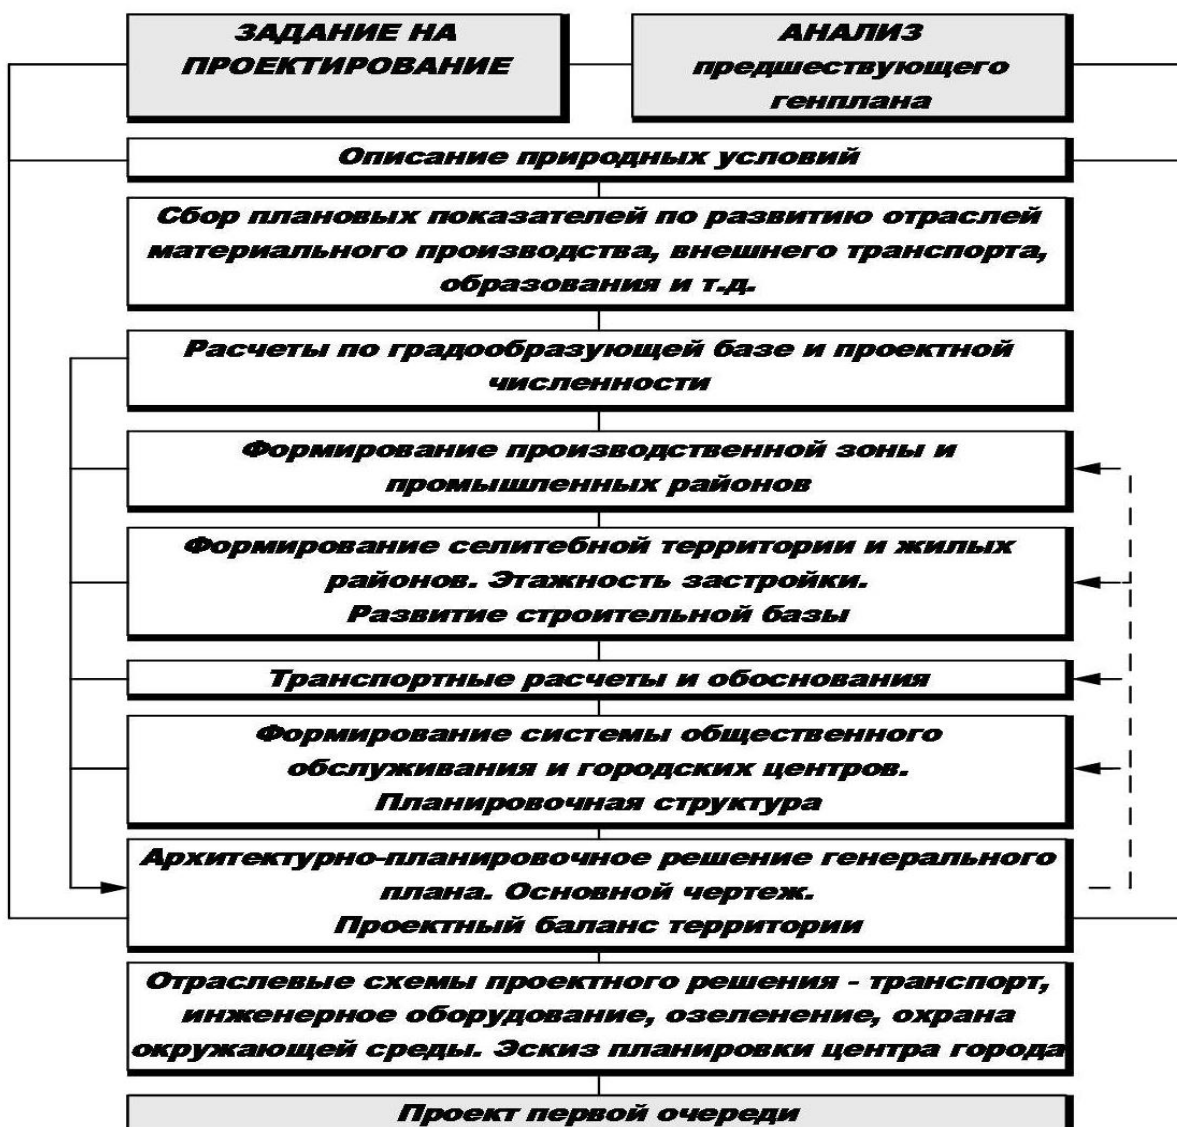 ЗАДАНИЕ НА
ПРОЕКТИРОВАНИЕ
АНАЛИЗ
предшествующего
генплана
Описание природных условий
Сбор плановых показателей по развитию отраслей
материального производства, внешнего транспорта,
образования и т.д.
Расчеты по градообразующей базе и проектной
численности
Формирование производственной зоны и
промышленных районов
Формирование селитебной территории и жилых
районов. Этажность застройки.
Развитие строительной базы
Транспортные расчеты и обоснования
Формирование системы общественного
обслуживания и городских центров.
Планировочная структура
Архитектурно-планировочное решение генерального
плана. Основной чертеж.
Проектный баланс территории
Отраслевые схемы проектного решения - транспорт,
инженерное оборудование, озеленение, охрана
окружающей среды. Эскиз планировки центра города
Проект первой очереди